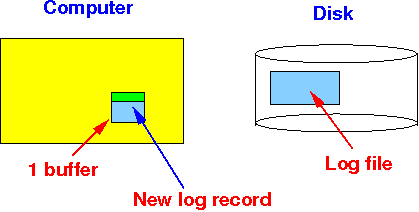 Computer
Disk
1 buffer
New log record
Log file